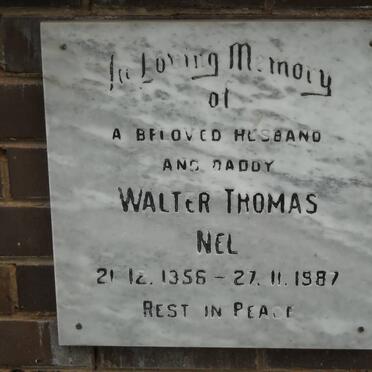 In Loving Memory
of
A BELOVED HUSBAND
AND DADDY
WALTER THOMAS
NEL
21.12.1956 - 27.11.1987
REST IN PEACE